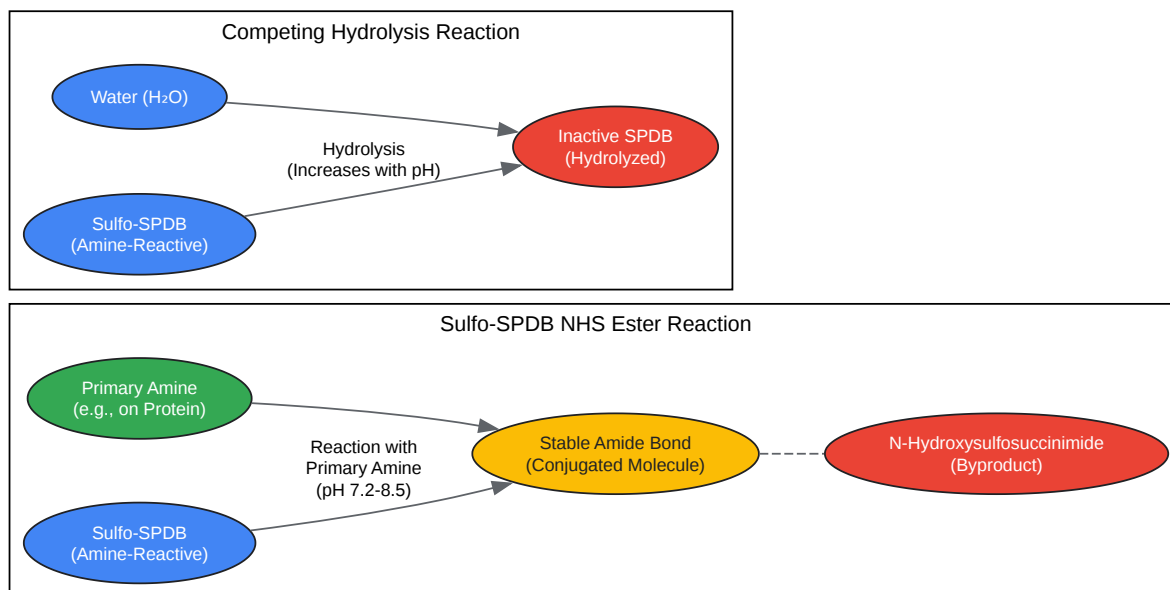 Competing Hydrolysis Reaction
Water (H₂O)
Hydrolysis
(Increases with pH)
Inactive SPDB
(Hydrolyzed)
Sulfo-SPDB
(Amine-Reactive)
Sulfo-SPDB NHS Ester Reaction
Primary Amine
(e.g., on Protein)
Reaction with
Primary Amine
(pH 7.2-8.5)
Stable Amide Bond
(Conjugated Molecule)
N-Hydroxysulfosuccinimide
(Byproduct)
Sulfo-SPDB
(Amine-Reactive)